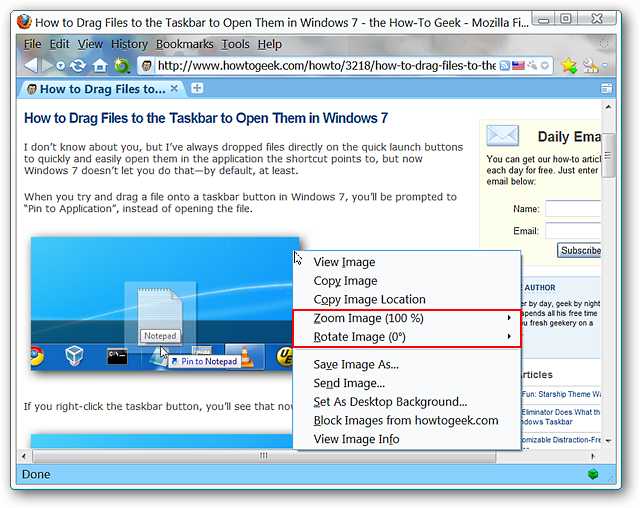 How to Drag Files to the Taskbar to Open Them in Windows 7 - the How-To Geek - Mozilla Fi...
File Edit View History Bookmarks Tools Help
http://www.howtogeek.com/howto/3218/how-to-drag-files-to-the
How to Drag Files to...
How to Drag Files to the Taskbar to Open Them in Windows 7
I don't know about you, but I've always dropped files directly on the quick launch buttons
to quickly and easily open them in the application the shortcut points to, but now
Windows 7 doesn't let you do that—by default, at least.
When you try and drag a file onto a taskbar button in Windows 7, you'll be prompted to
"Pin to Application", instead of opening the file.
Notepad
Pin to Notepad
If you right-click the taskbar button, you'll see that now
View Image
Copy Image
Copy Image Location
Zoom Image (100 %)
Rotate Image (0°)
Save Image As...
Send Image...
Set As Desktop Background...
Block Images from howtogeek.com
View Image Info
Daily Ema
You can get our how-to articl
each day for free. Just enter
email below:
Name:
Email:
Subscribe
AUTHOR
er by day, geek by night
spends all his free time
u fresh geekery on a
Articles
Fun: Starship Theme Wa
Eliminator Does What th
ndows Taskbar
omizable Distraction-Fre
Done